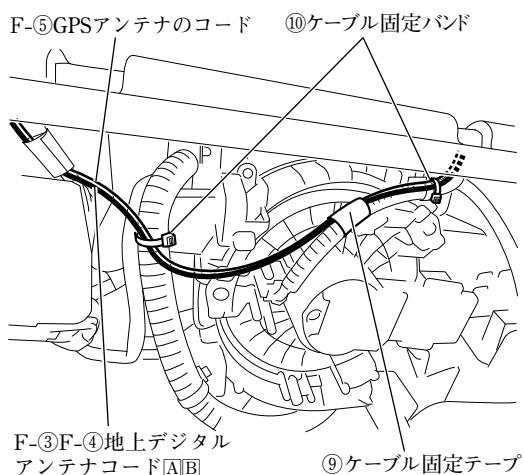 F-⑤GPSアンテナのコード
⑩ケーブル固定バンド
F-③F-④地上デジタル
アンテナコード🄰🄱
⑨ケーブル固定テープ